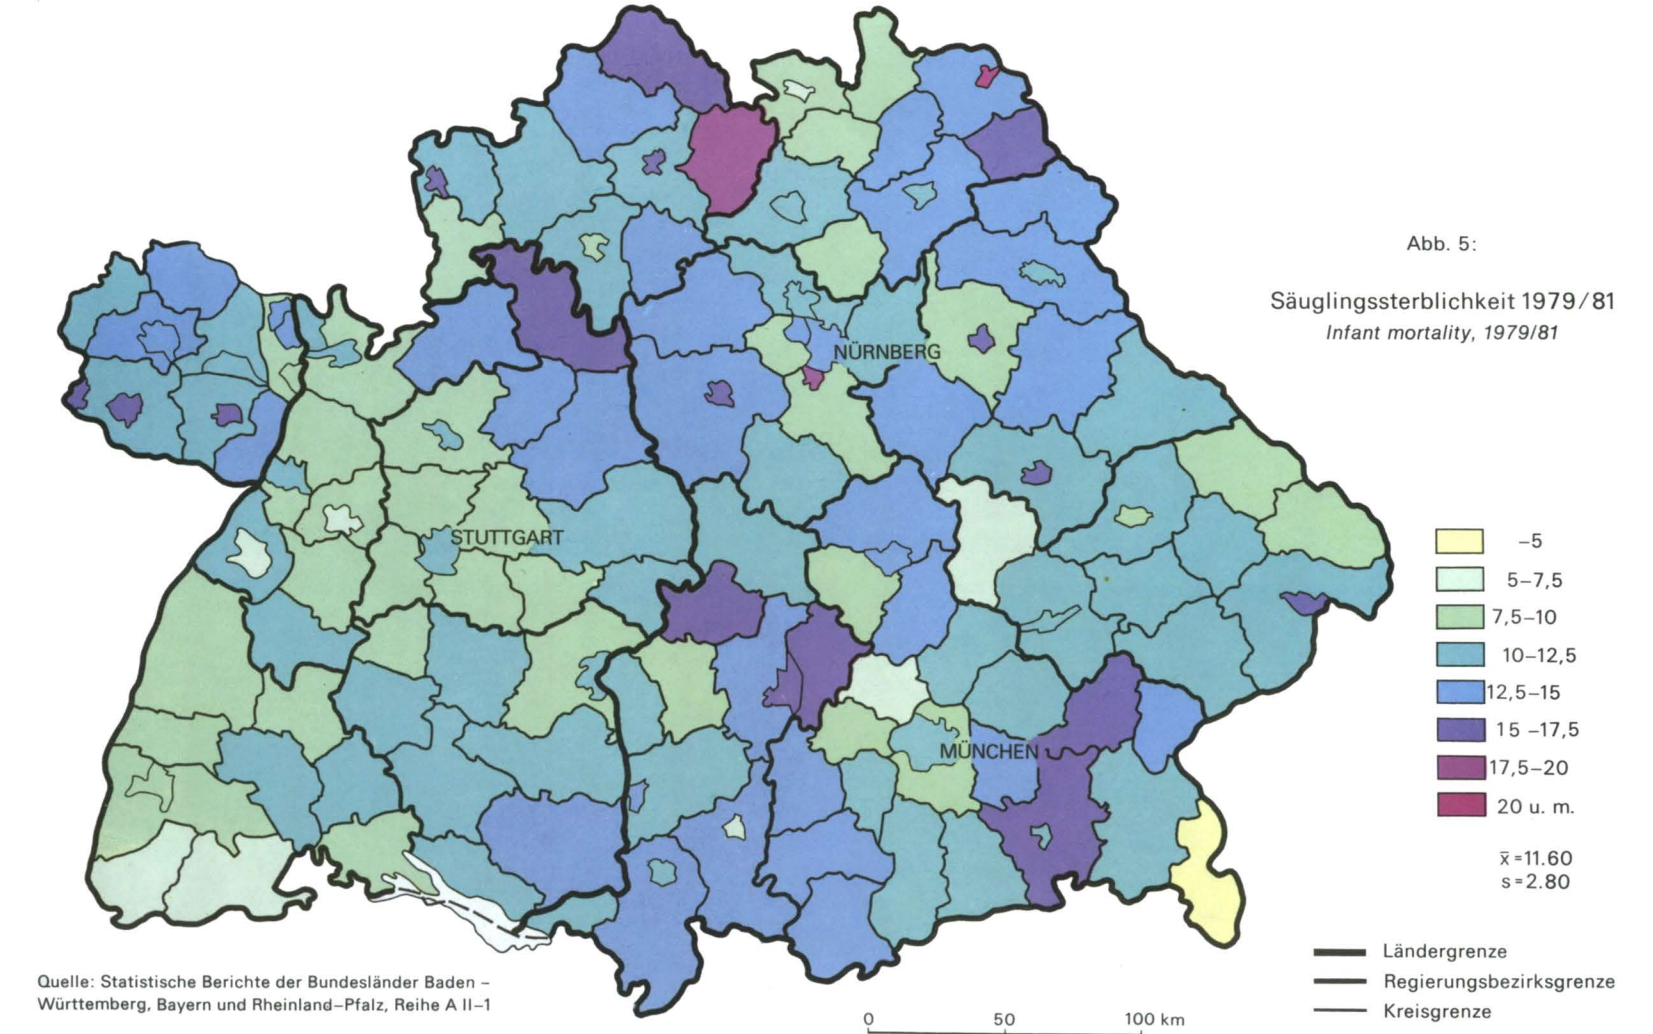 Abb. 5:
Säuglingssterblichkeit 1979/81
Infant mortality, 1979/81
NÜRNBERG
STUTTGART
MÜNCHEN
–5
5–7,5
7,5–10
10–12,5
12,5–15
15 –17,5
17,5–20
20 u. m.
x̄ =11.60
s =2.80
Ländergrenze
Regierungsbezirksgrenze
Kreisgrenze
Quelle: Statistische Berichte der Bundesländer Baden –
Württemberg, Bayern und Rheinland–Pfalz, Reihe A II–1
0 50 100 km